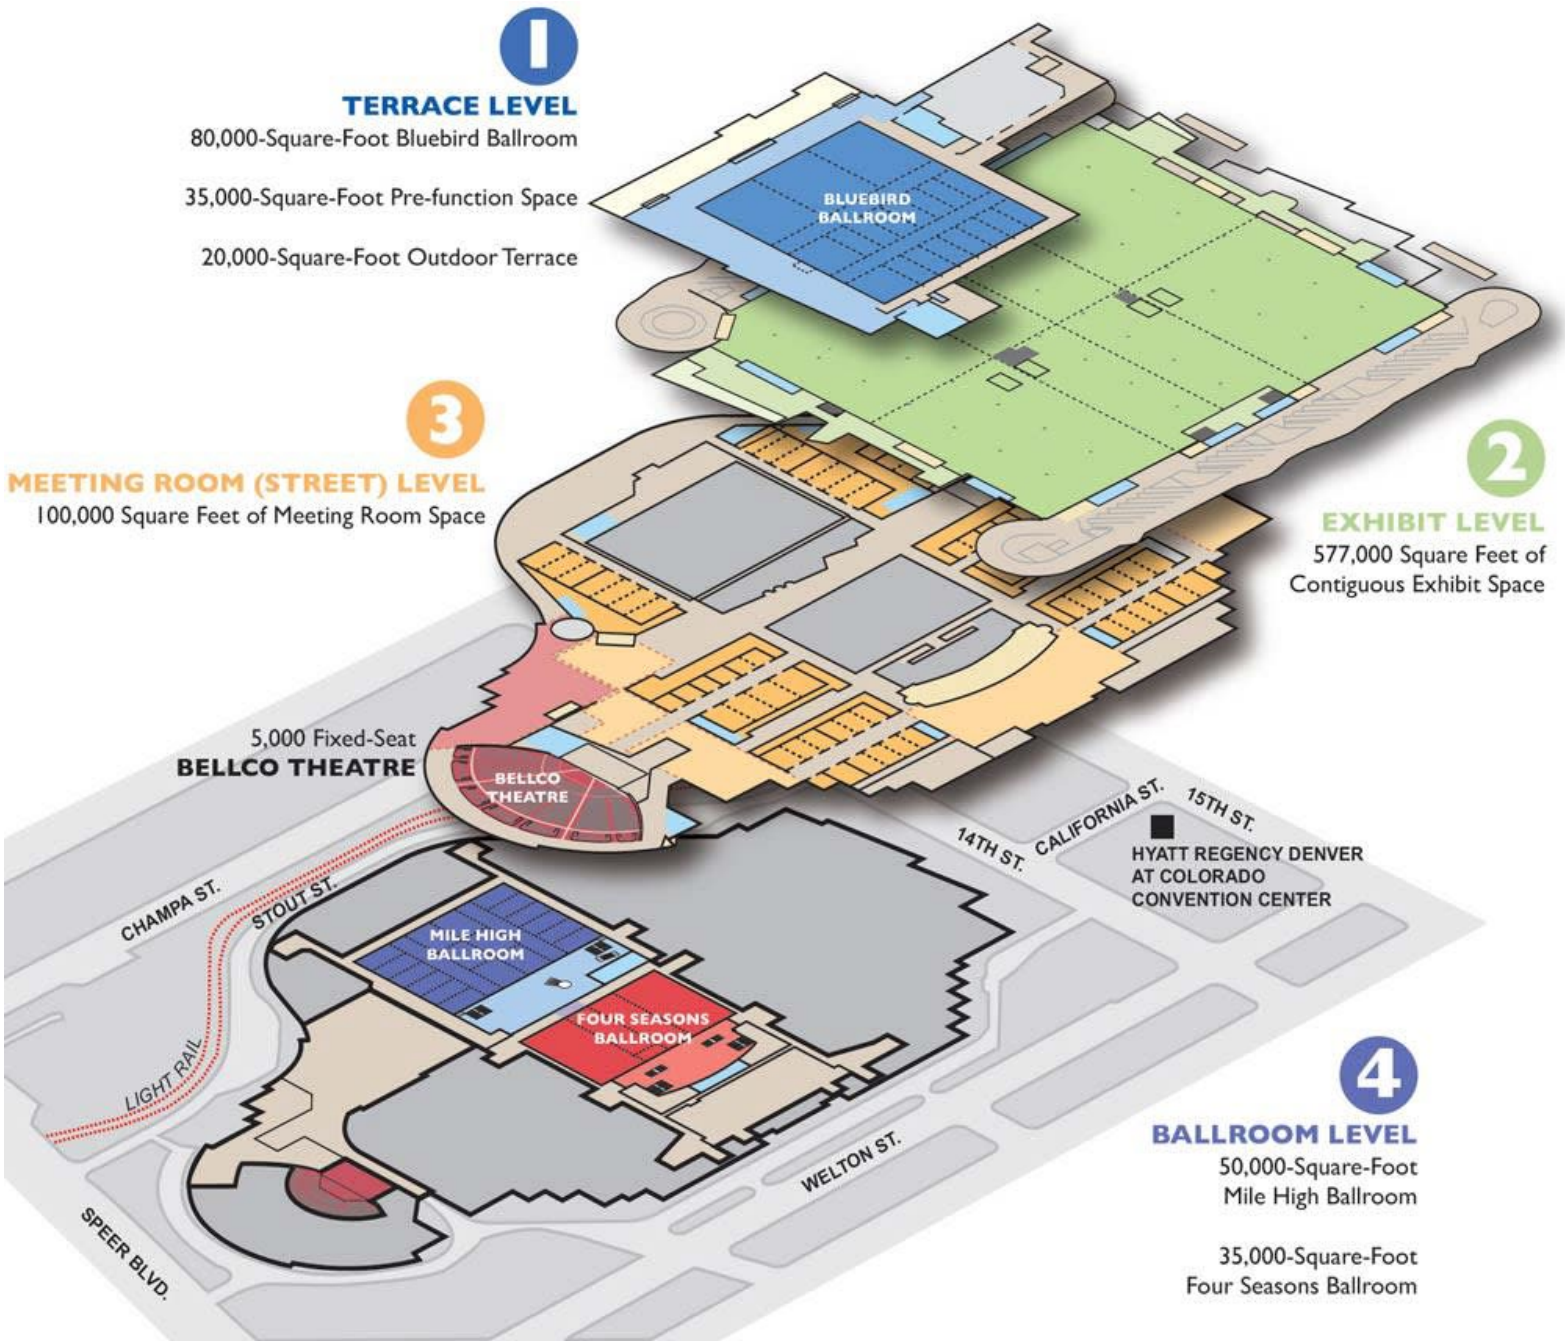 1
TERRACE LEVEL
80,000-Square-Foot Bluebird Ballroom
35,000-Square-Foot Pre-function Space
20,000-Square-Foot Outdoor Terrace
BLUEBIRD
BALLROOM
3
MEETING ROOM (STREET) LEVEL
100,000 Square Feet of Meeting Room Space
2
EXHIBIT LEVEL
577,000 Square Feet of
Contiguous Exhibit Space
5,000 Fixed-Seat
BELLCO THEATRE
BELLCO
THEATRE
CALIFORNIA ST.
15TH ST.
14TH ST.
HYATT REGENCY DENVER
AT COLORADO
CONVENTION CENTER
CHAMPA ST.
STOUT ST.
MILE HIGH
BALLROOM
FOUR SEASONS
BALLROOM
LIGHT RAIL
WELTON ST.
SPEER BLVD.
4
BALLROOM LEVEL
50,000-Square-Foot
Mile High Ballroom
35,000-Square-Foot
Four Seasons Ballroom